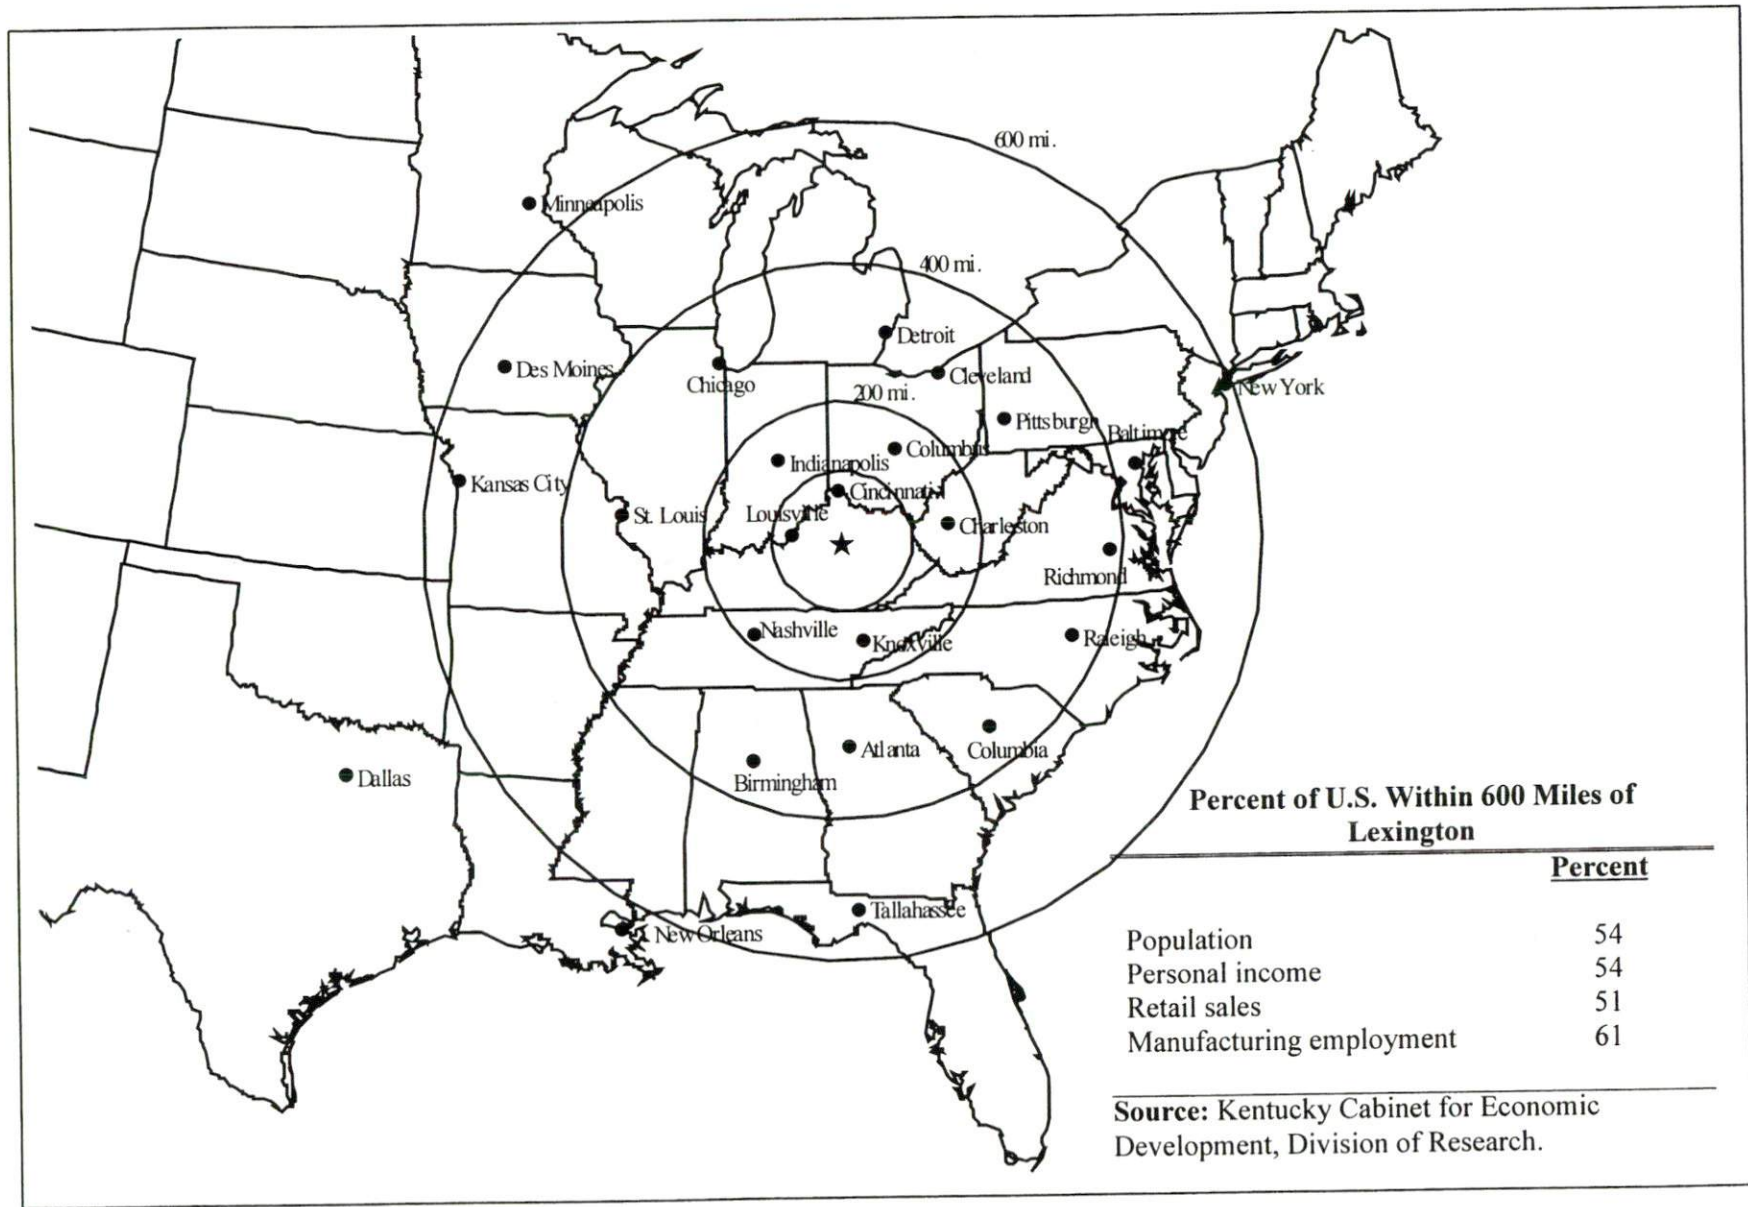 600 mi.
Minneapolis
400 mi.
Detroit
Des Moines
Chicago
Cleveland
New York
200 mi.
Pittsburgh
Baltimore
Columbus
Indianapolis
Kansas City
Cincinnati
St. Louis
Louisville
Charleston
Richmond
Nashville
Knoxville
Raleigh
Atlanta
Columbia
Dallas
Birmingham
Tallahassee
New Orleans
Percent of U.S. Within 600 Miles of
Lexington
Percent
Population 54
Personal income 54
Retail sales 51
Manufacturing employment 61
Source: Kentucky Cabinet for Economic
Development, Division of Research.